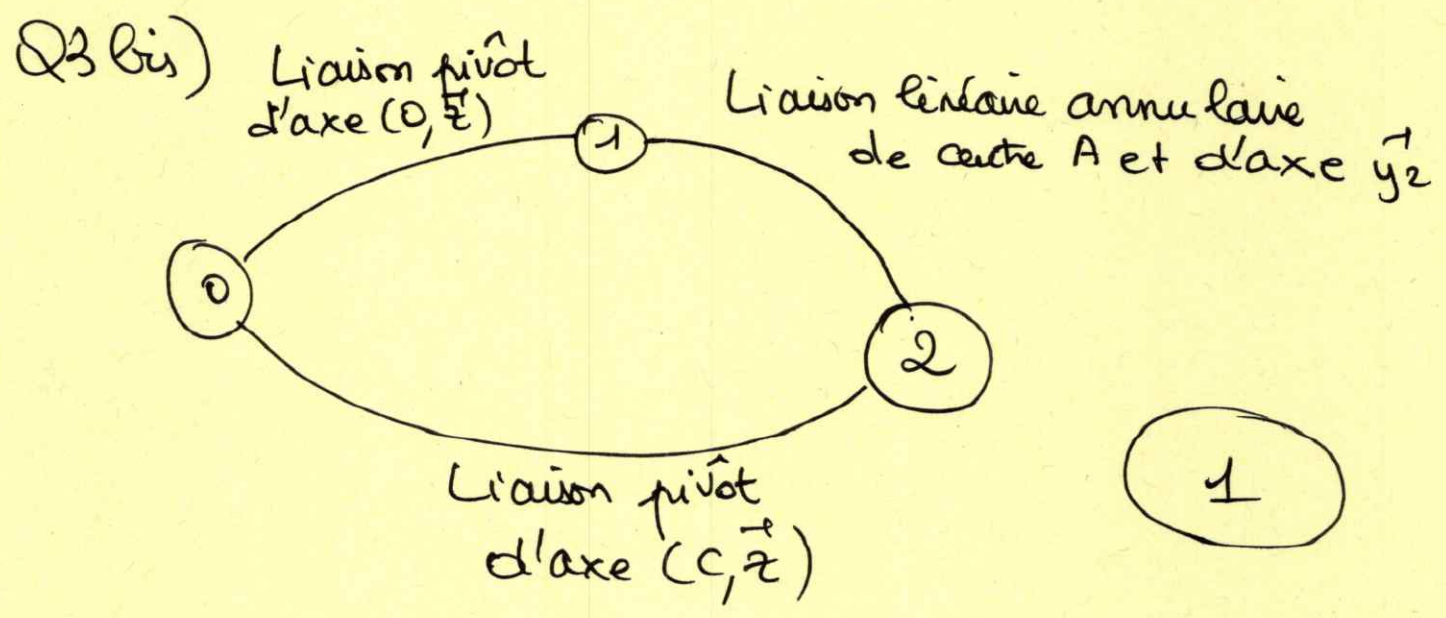 Q3 bis)
Liaison pivôt
d'axe (O, z⃗)
Liaison linéaire annulaire
de centre A et d'axe y⃗2
1
0
2
1
Liaison pivôt
d'axe (C, z⃗)